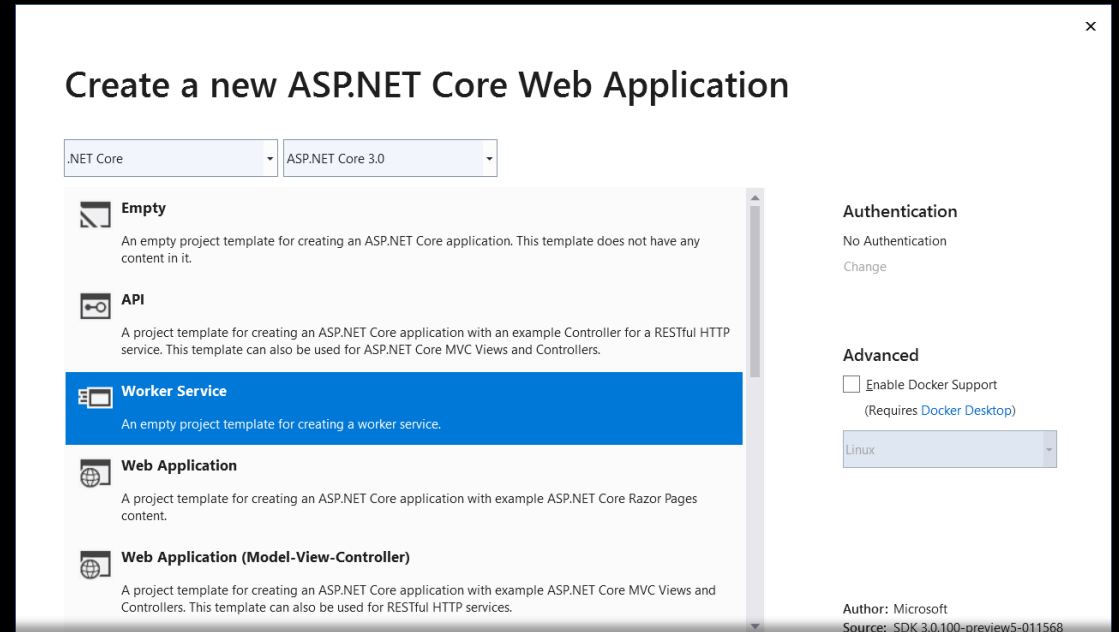 Create a new ASP.NET Core Web Application
.NET Core
ASP.NET Core 3.0
Empty
An empty project template for creating an ASP.NET Core application. This template does not have any
content in it.
API
A project template for creating an ASP.NET Core application with an example Controller for a RESTful HTTP
service. This template can also be used for ASP.NET Core MVC Views and Controllers.
Worker Service
An empty project template for creating a worker service.
Web Application
A project template for creating an ASP.NET Core application with example ASP.NET Core Razor Pages
content.
Web Application (Model-View-Controller)
A project template for creating an ASP.NET Core application with example ASP.NET Core MVC Views and
Controllers. This template can also be used for RESTful HTTP services.
Authentication
No Authentication
Change
Advanced
Enable Docker Support
(Requires Docker Desktop)
Linux
Author: Microsoft
Source: SDK 3.0.100-preview5-011568